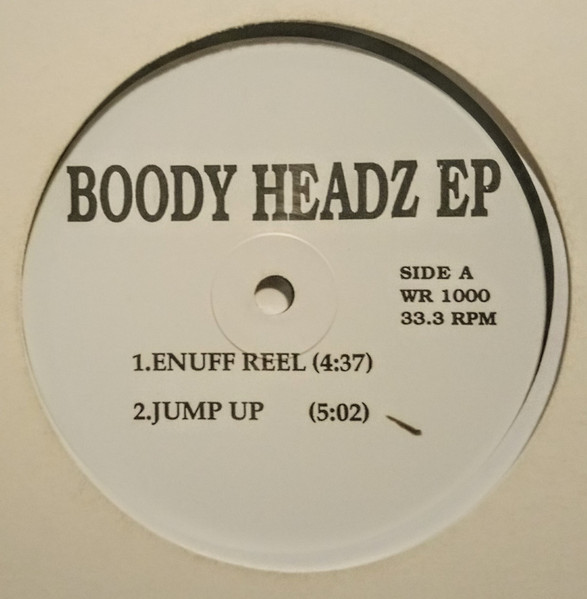 BOODY HEADZ EP
SIDE A
WR 1000
33.3 RPM
1.ENUFF REEL (4:37)
2.JUMP UP (5:02)